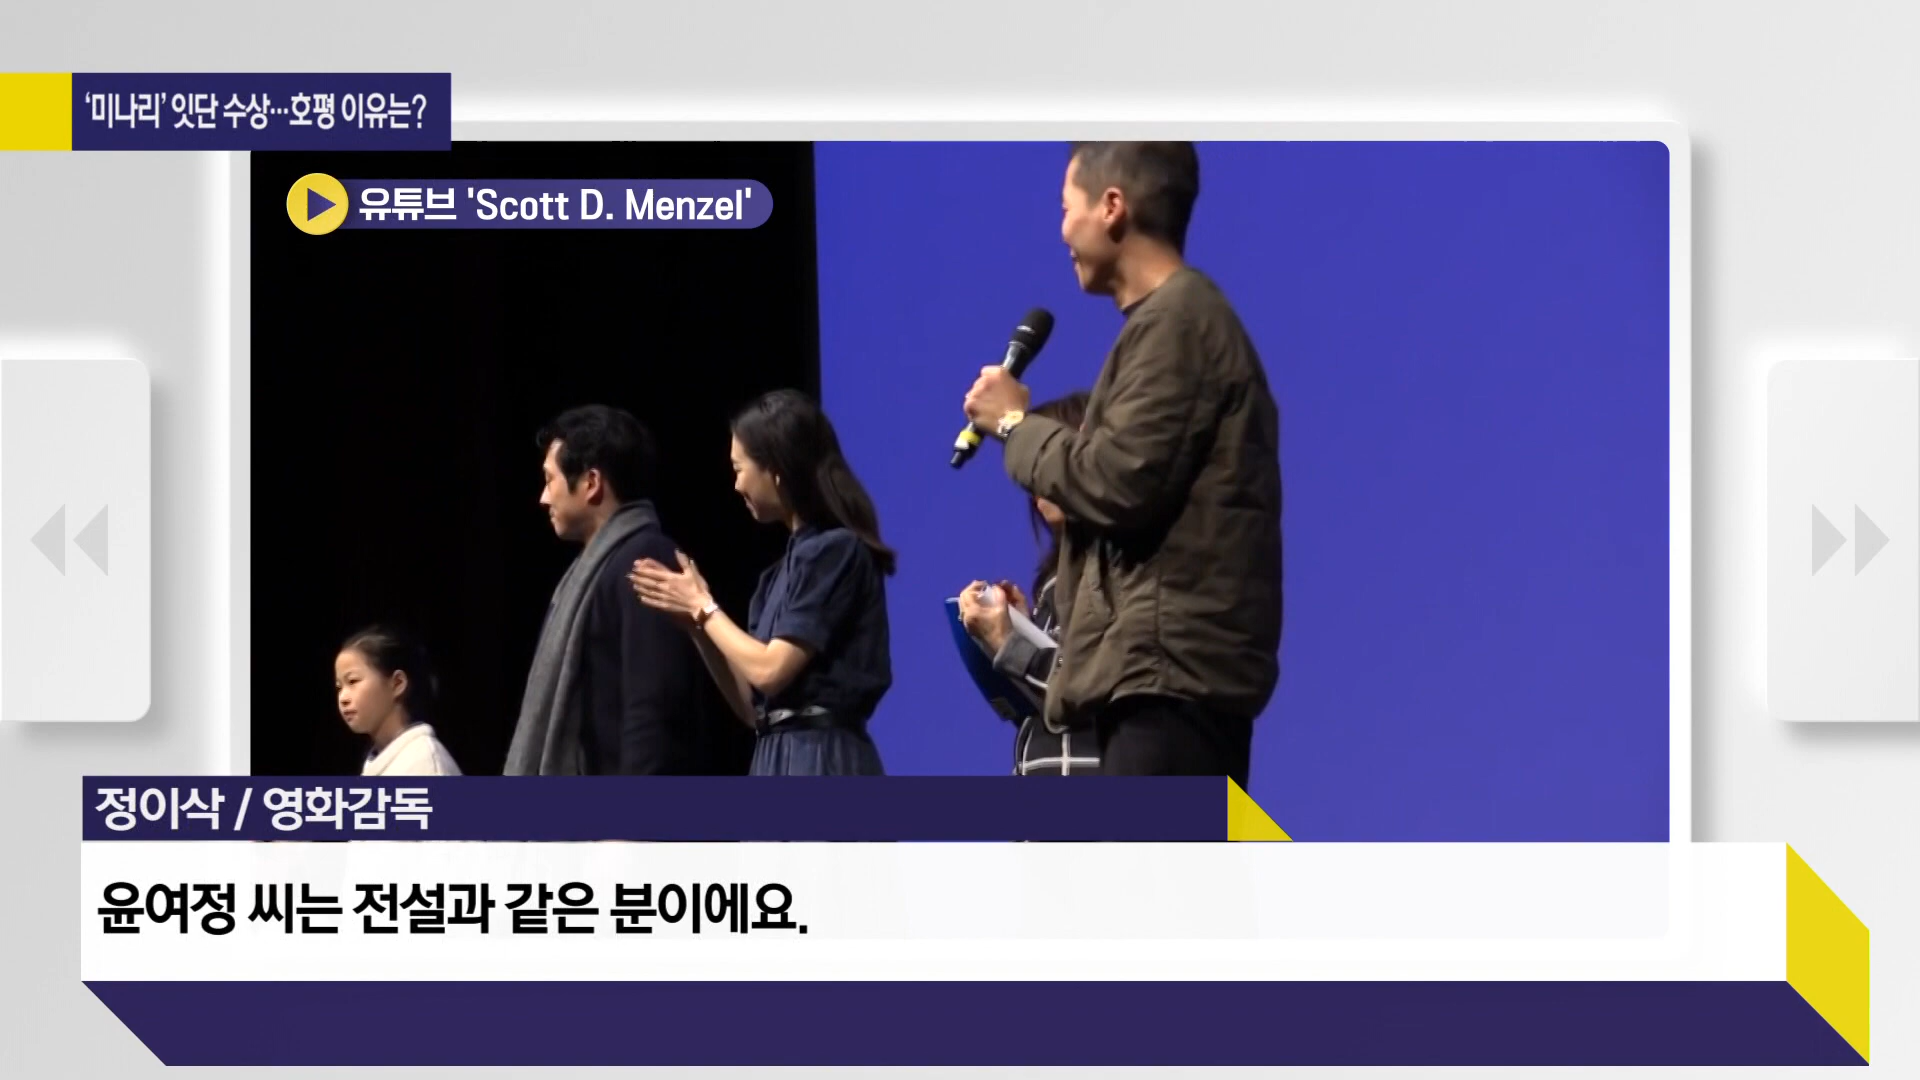 ‘미나리’ 잇단 수상…호평 이유는?
유튜브 'Scott D. Menzel'
정이삭 / 영화감독
윤여정 씨는 전설과 같은 분이에요.